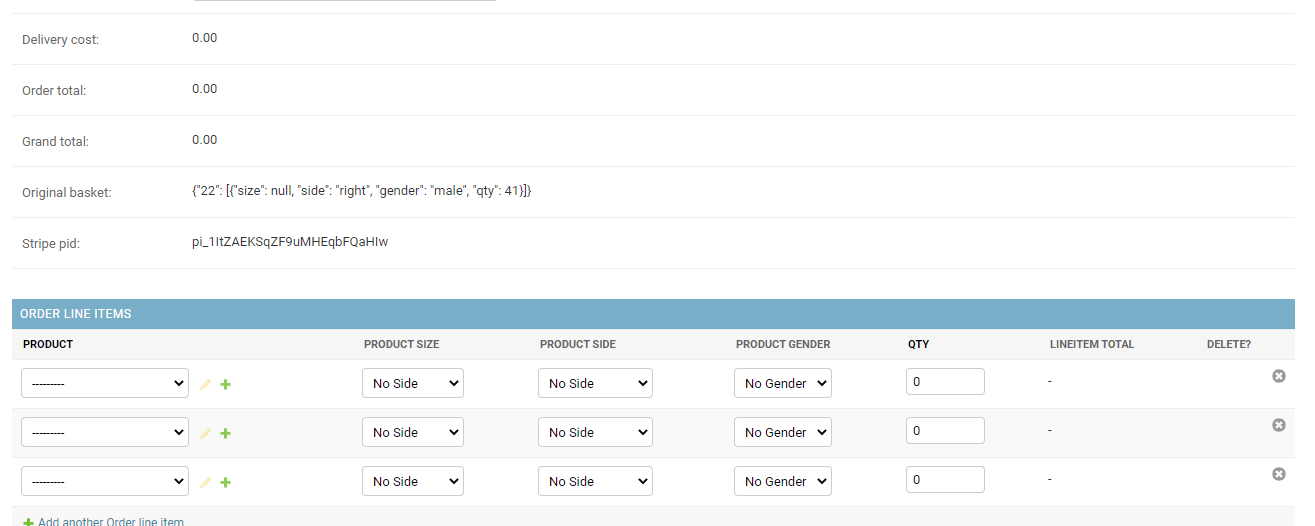 Delivery cost: 0.00
Order total: 0.00
Grand total: 0.00
Original basket: {"22": [{"size": null, "side": "right", "gender": "male", "qty": 41}]}
Stripe pid: pi_1ItZAEKSqZF9uMHEqbFQaHIw
ORDER LINE ITEMS
PRODUCT PRODUCT SIZE PRODUCT SIDE PRODUCT GENDER QTY LINEITEM TOTAL DELETE?
--------- No Side No Side No Gender 0 -
--------- No Side No Side No Gender 0 -
--------- No Side No Side No Gender 0 -
Add another Order line item